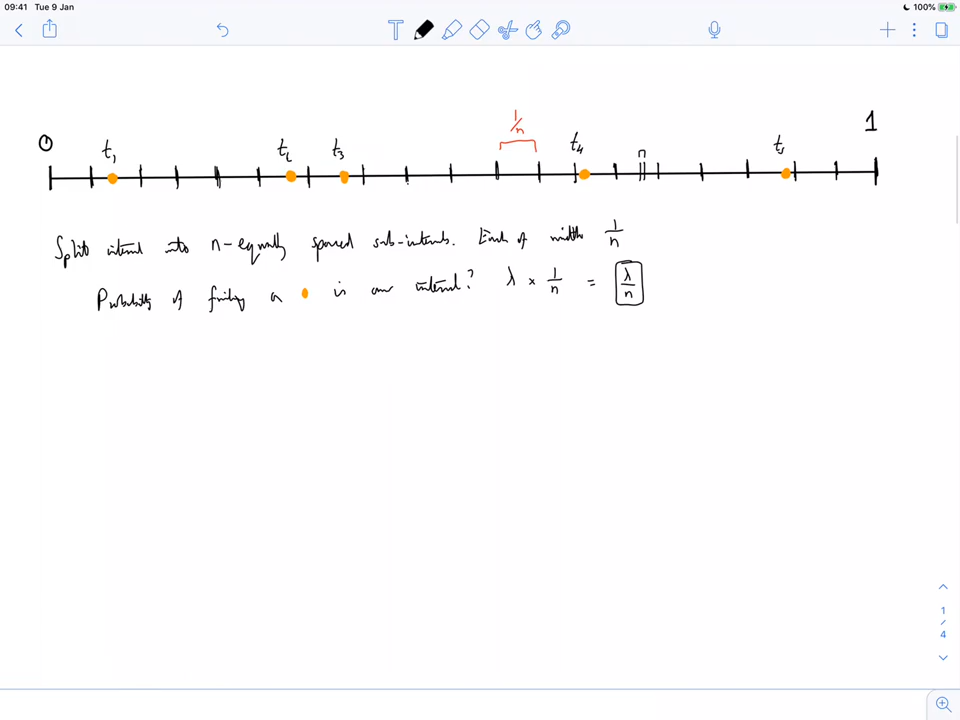 09:41 Tue 9 Jan
100%
1/n
0 t₁ t₂ t₃ t₄ n t₅ 1
Split interval into n-equally spaced sub-intervals. Each of width 1/n
Probability of finding a in our interval? λ × 1/n = λ/n
1
/
4